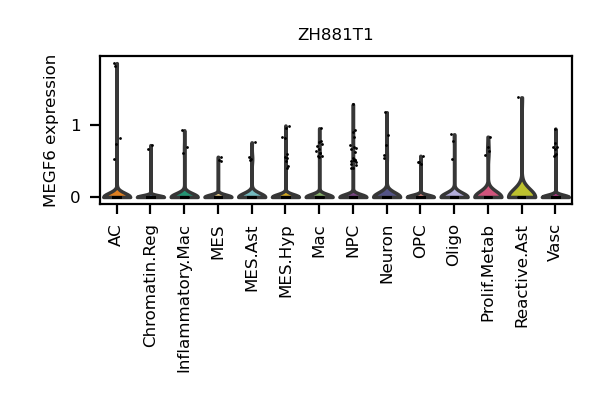 ZH881T1
MEGF6 expression
1
0
AC
Chromatin.Reg
Inflammatory.Mac
MES
MES.Ast
MES.Hyp
Mac
NPC
Neuron
OPC
Oligo
Prolif.Metab
Reactive.Ast
Vasc